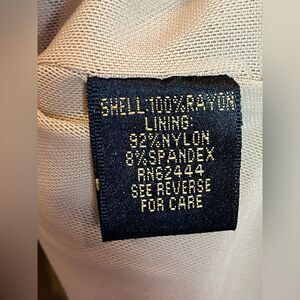 SHELL:100%RAYON
LINING:
92%NYLON
8%SPANDEX
RN62444
SEE REVERSE
FOR CARE